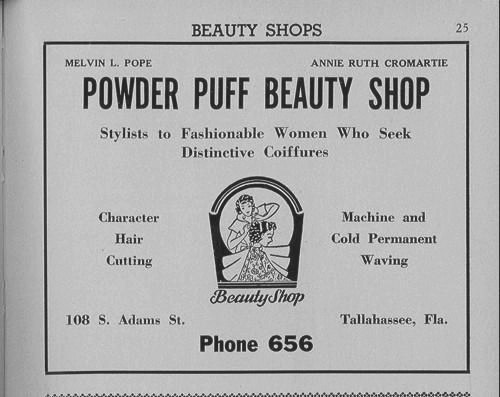 BEAUTY SHOPS 25
MELVIN L. POPE ANNIE RUTH CROMARTIE
POWDER PUFF BEAUTY SHOP
Stylists to Fashionable Women Who Seek
Distinctive Coiffures
Character
Hair
Cutting
Machine and
Cold Permanent
Waving
Beauty Shop
108 S. Adams St. Tallahassee, Fla.
Phone 656